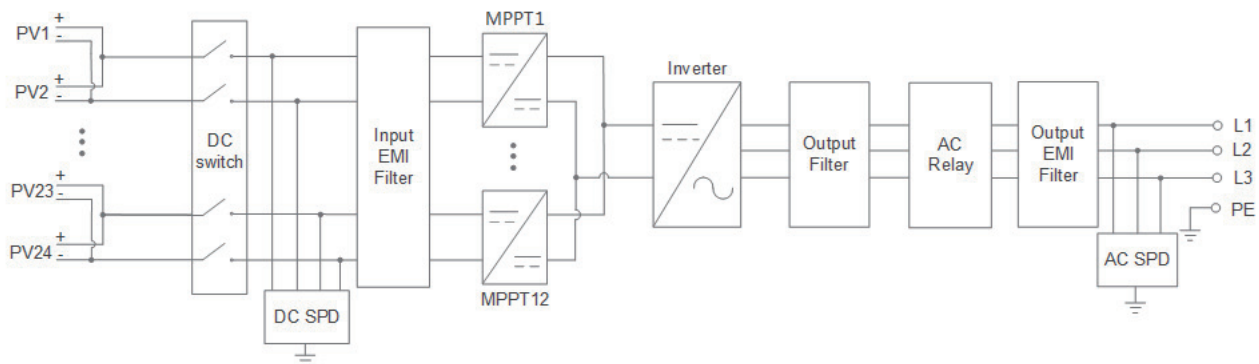 PV1
+
-
PV2
+
-
PV23
+
-
PV24
+
-
DC
switch
DC SPD
Input
EMI
Filter
MPPT1
MPPT12
Inverter
Output
Filter
AC
Relay
Output
EMI
Filter
L1
L2
L3
PE
AC SPD